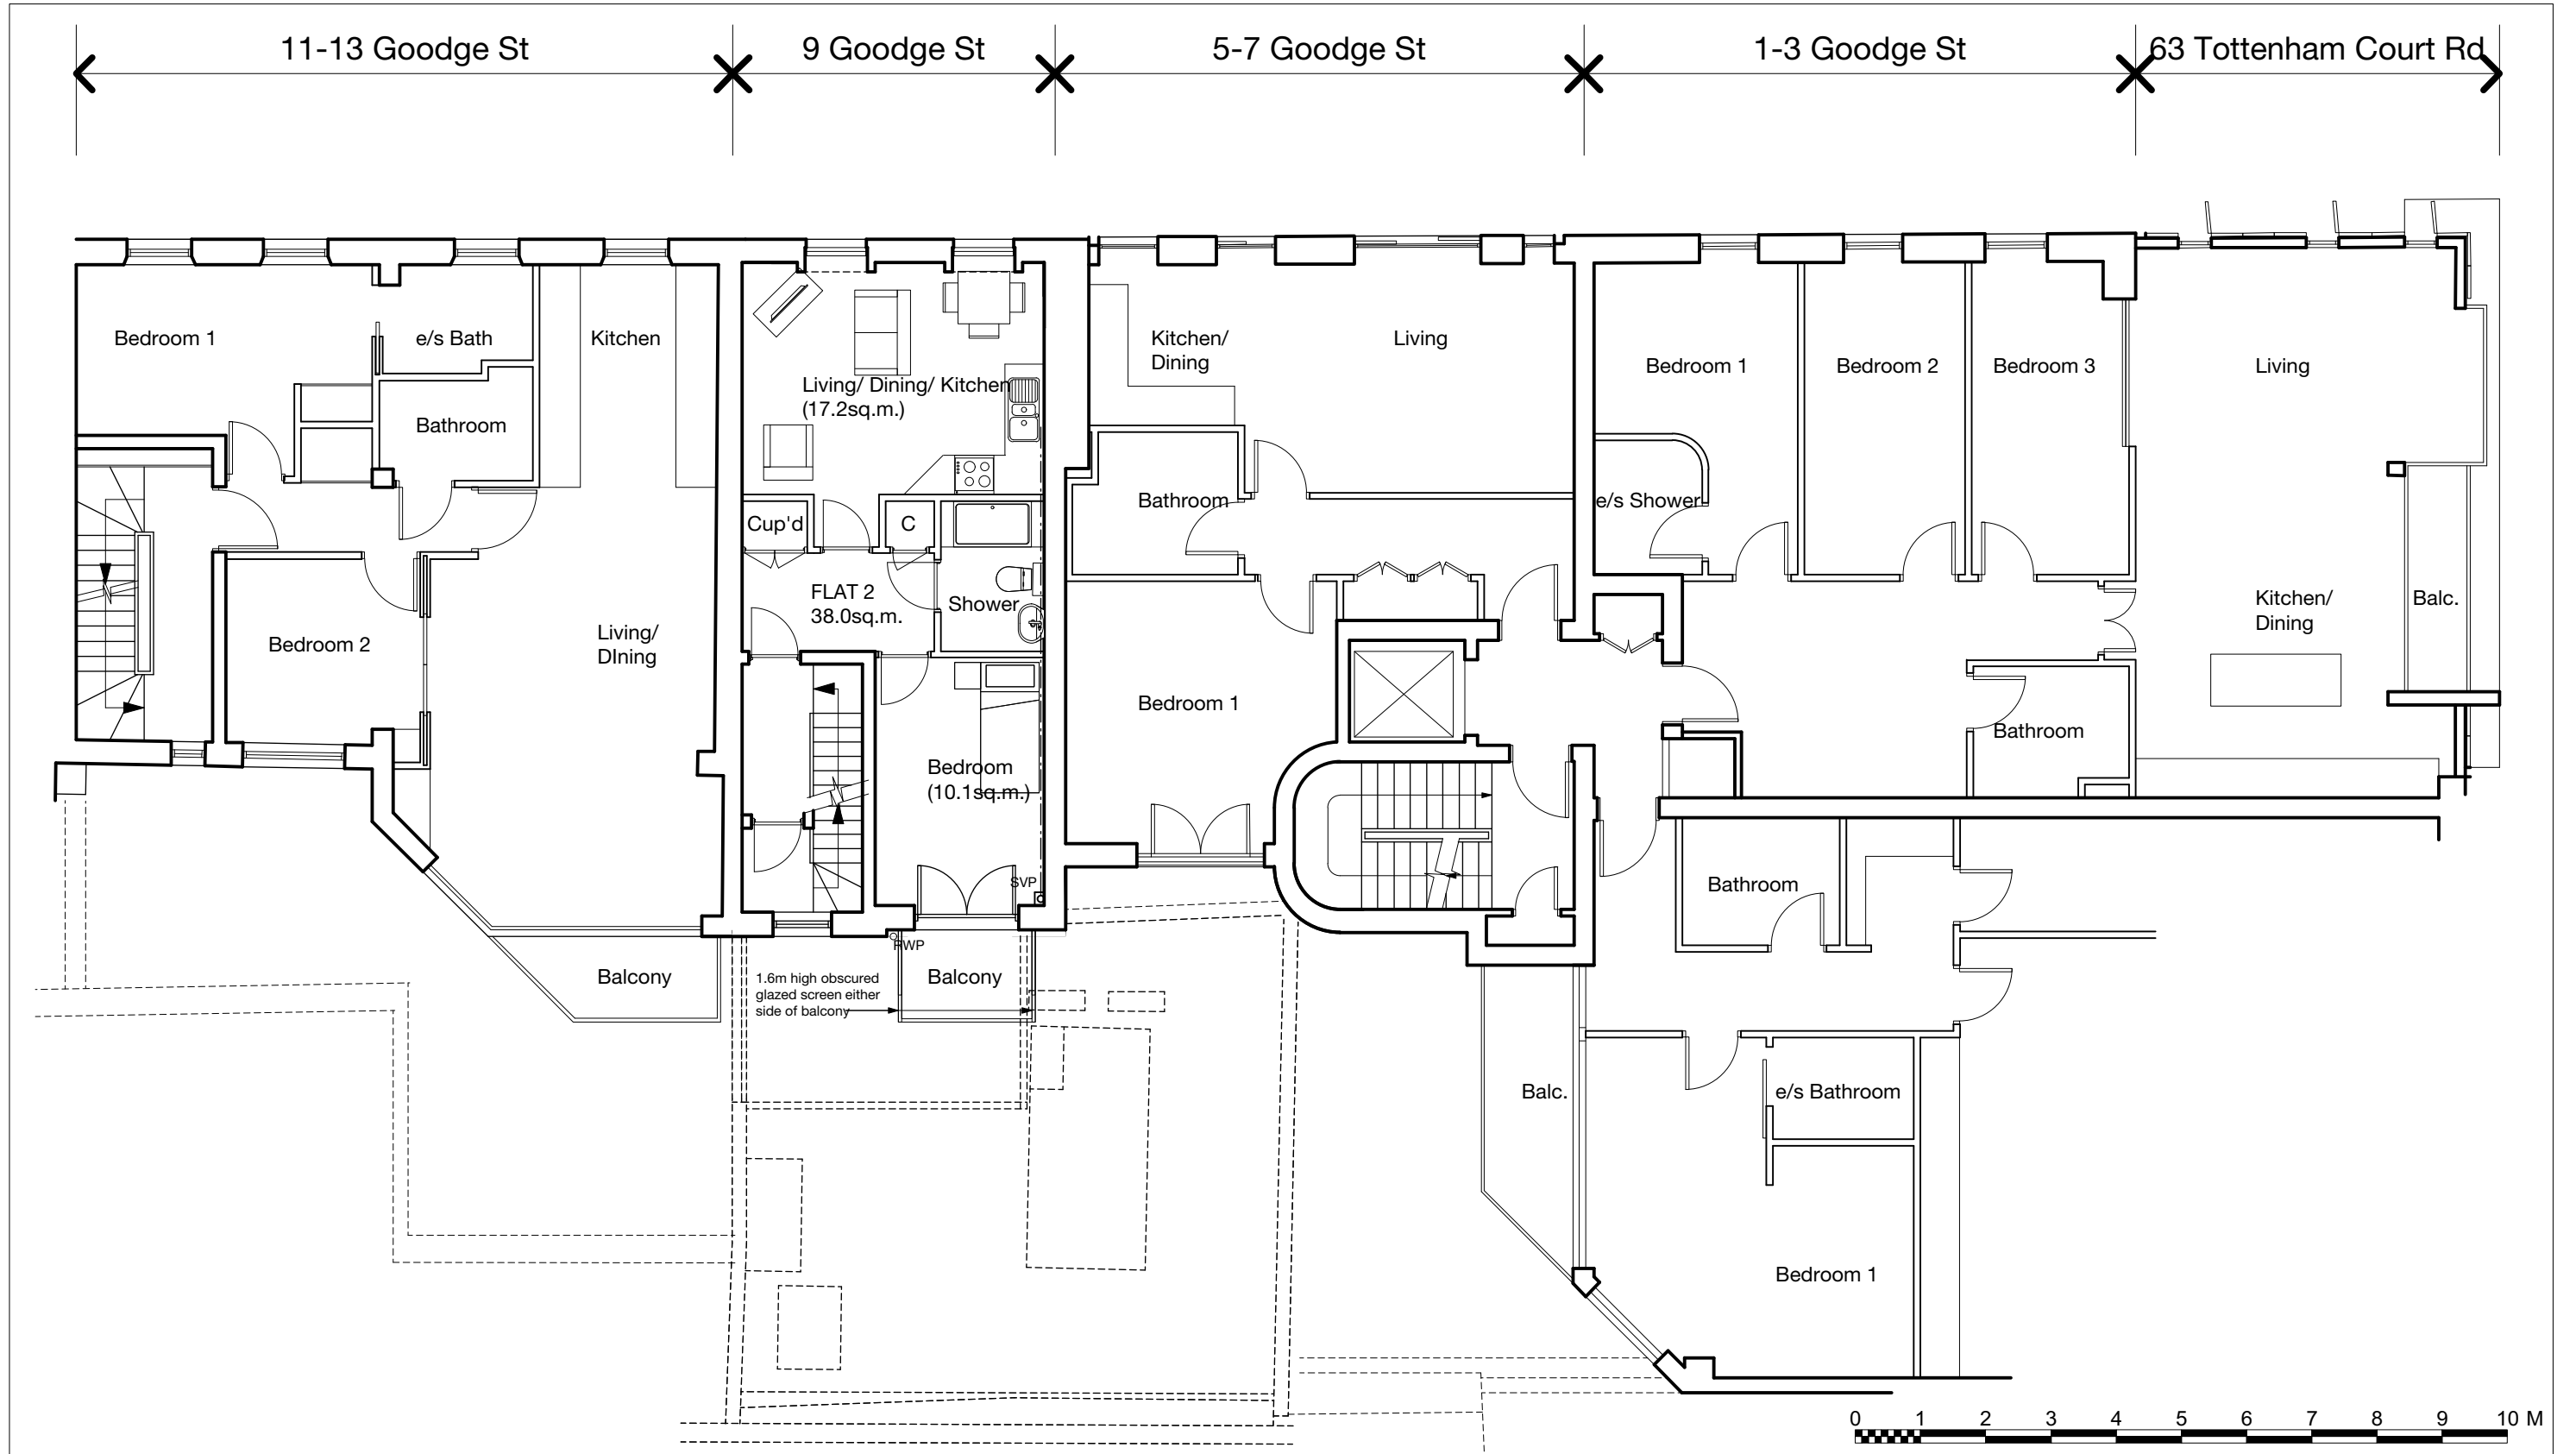 11-13 Goodge St
9 Goodge St
5-7 Goodge St
1-3 Goodge St
63 Tottenham Court Rd
Bedroom 1
e/s Bath
Kitchen
Bathroom
Bedroom 2
Living/
DIning
Balcony
Living/ Dining/ Kitchen
(17.2sq.m.)
Cup'd
C
FLAT 2
38.0sq.m.
Shower
Bedroom
(10.1sq.m.)
SVP
RWP
Balcony
1.6m high obscured
glazed screen either
side of balcony
Kitchen/
Dining
Living
Bathroom
Bedroom 1
Bedroom 1
Bedroom 2
Bedroom 3
e/s Shower
Bathroom
Living
Kitchen/
Dining
Balc.
Bathroom
Balc.
e/s Bathroom
Bedroom 1
0 1 2 3 4 5 6 7 8 9 10 M